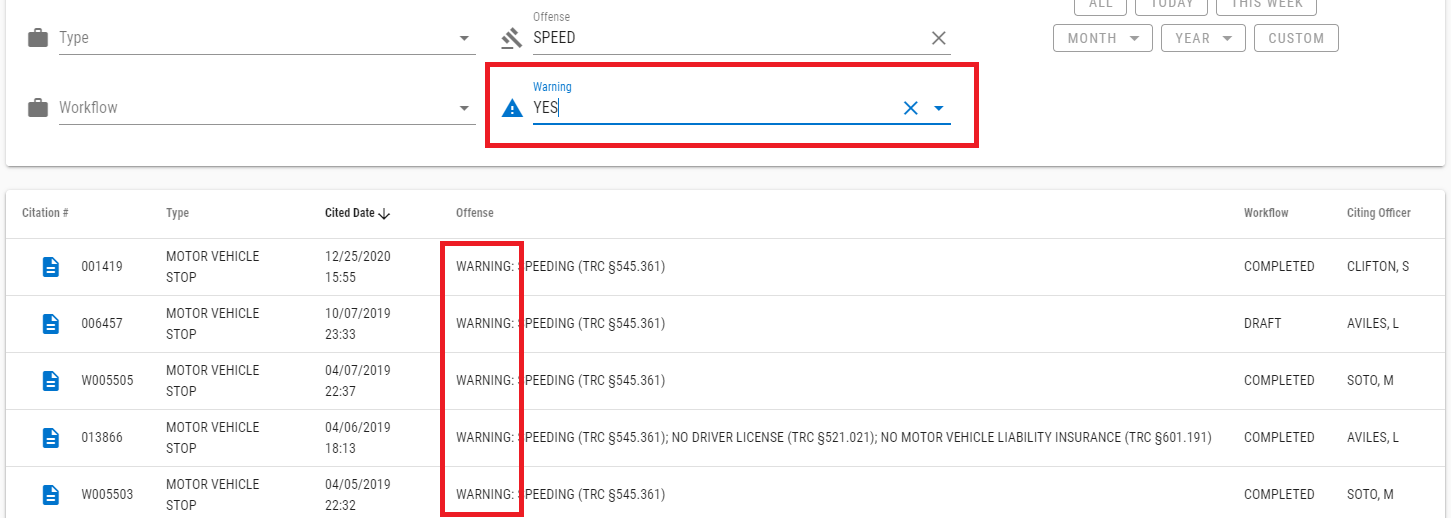 ALL TODAY THIS WEEK
Offense
Type SPEED MONTH YEAR CUSTOM
Warning
Workflow YES
Citation # Type Cited Date Offense Workflow Citing Officer
001419 MOTOR VEHICLE STOP 12/25/2020 15:55 WARNING: SPEEDING (TRC §545.361) COMPLETED CLIFTON, S
006457 MOTOR VEHICLE STOP 10/07/2019 23:33 WARNING: SPEEDING (TRC §545.361) DRAFT AVILES, L
W005505 MOTOR VEHICLE STOP 04/07/2019 22:37 WARNING: SPEEDING (TRC §545.361) COMPLETED SOTO, M
013866 MOTOR VEHICLE STOP 04/06/2019 18:13 WARNING: SPEEDING (TRC §545.361); NO DRIVER LICENSE (TRC §521.021); NO MOTOR VEHICLE LIABILITY INSURANCE (TRC §601.191) COMPLETED AVILES, L
W005503 MOTOR VEHICLE STOP 04/05/2019 22:32 WARNING: SPEEDING (TRC §545.361) COMPLETED SOTO, M